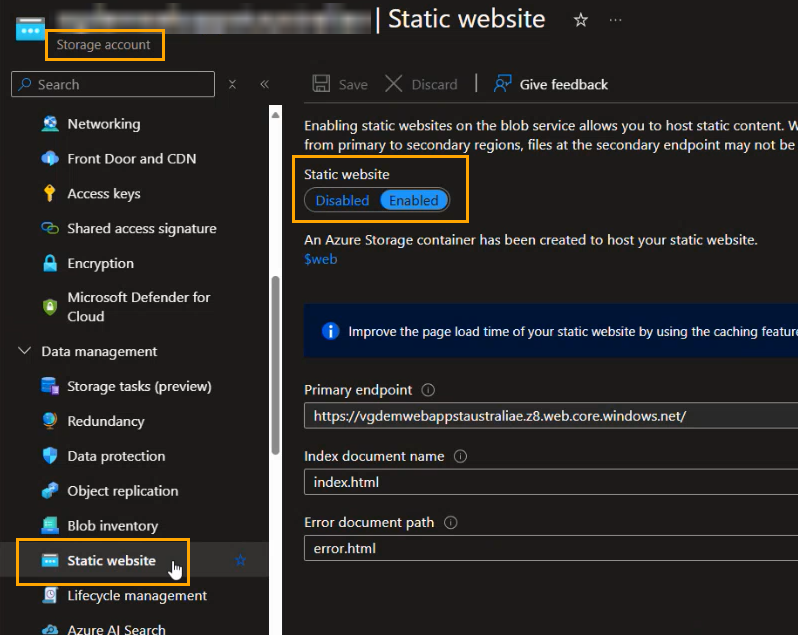 | Static website
Storage account
Search
Save
Discard
Give feedback
Networking
Front Door and CDN
Access keys
Shared access signature
Encryption
Microsoft Defender for
Cloud
Data management
Storage tasks (preview)
Redundancy
Data protection
Object replication
Blob inventory
Static website
Lifecycle management
Azure AI Search
Enabling static websites on the blob service allows you to host static content. W
from primary to secondary regions, files at the secondary endpoint may not be
Static website
Disabled Enabled
An Azure Storage container has been created to host your static website.
$web
Improve the page load time of your static website by using the caching feature
Primary endpoint
https://vgdemwebappstaustraliae.z8.web.core.windows.net/
Index document name
index.html
Error document path
error.html